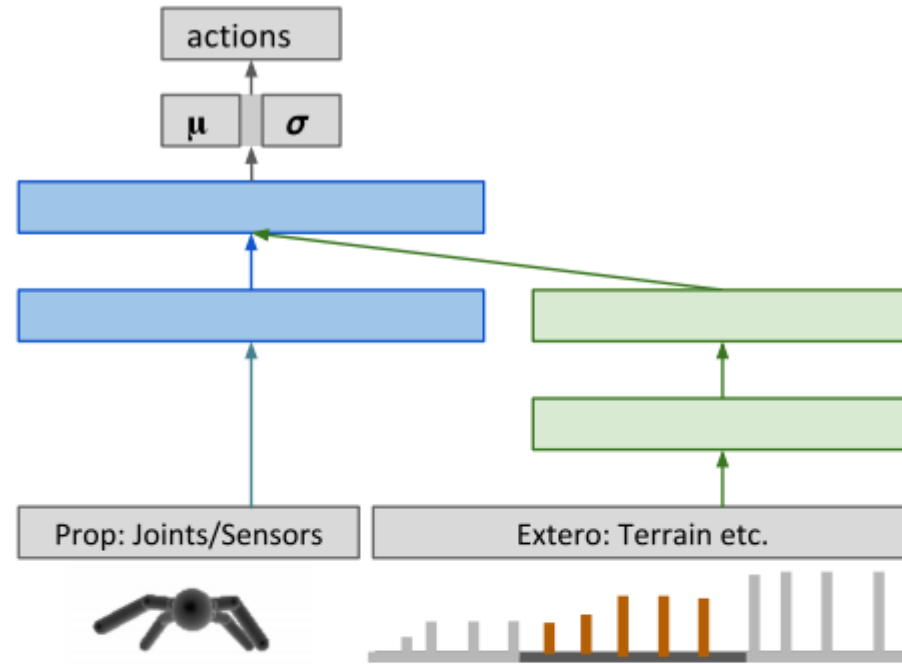 actions
μ σ
Prop: Joints/Sensors
Extero: Terrain etc.